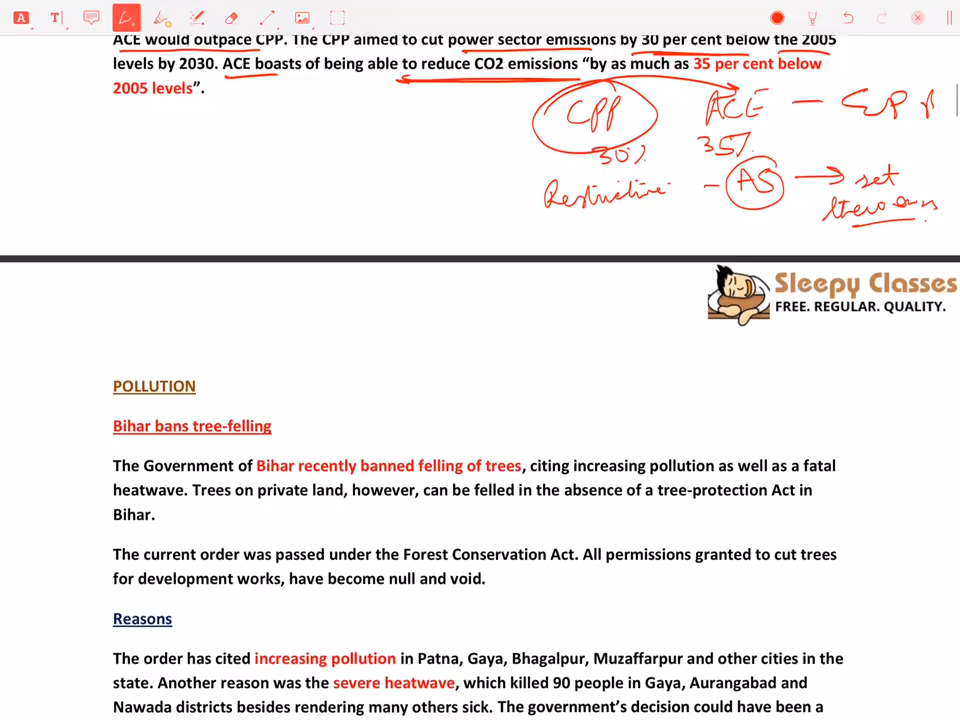 ACE would outpace CPP. The CPP aimed to cut power sector emissions by 30 per cent below the 2005
levels by 2030. ACE boasts of being able to reduce CO2 emissions “by as much as 35 per cent below
2005 levels”.
CPP ACE —
30% 35%
Restrictive – AS → set
Sleepy Classes
FREE. REGULAR. QUALITY.
POLLUTION
Bihar bans tree-felling
The Government of Bihar recently banned felling of trees, citing increasing pollution as well as a fatal
heatwave. Trees on private land, however, can be felled in the absence of a tree-protection Act in
Bihar.
The current order was passed under the Forest Conservation Act. All permissions granted to cut trees
for development works, have become null and void.
Reasons
The order has cited increasing pollution in Patna, Gaya, Bhagalpur, Muzaffarpur and other cities in the
state. Another reason was the severe heatwave, which killed 90 people in Gaya, Aurangabad and
Nawada districts besides rendering many others sick. The government’s decision could have been a